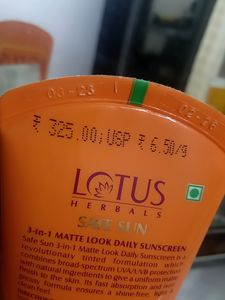 03-23
02-26
₹ 325.00;USP ₹ 6.50/g
LOTUS
HERBALS
SAFE SUN
3-IN-1 MATTE LOOK DAILY SUNSCREEN
Safe Sun 3-in-1 Matte Look Daily Sunscreen is a
revolutionary tinted formulation which
combines broad-spectrum UVA/UVB protection
and natural ingredients to give a uniform matte
finish to the skin. Its fast absorption and non
greasy formula ensures a shine-free,